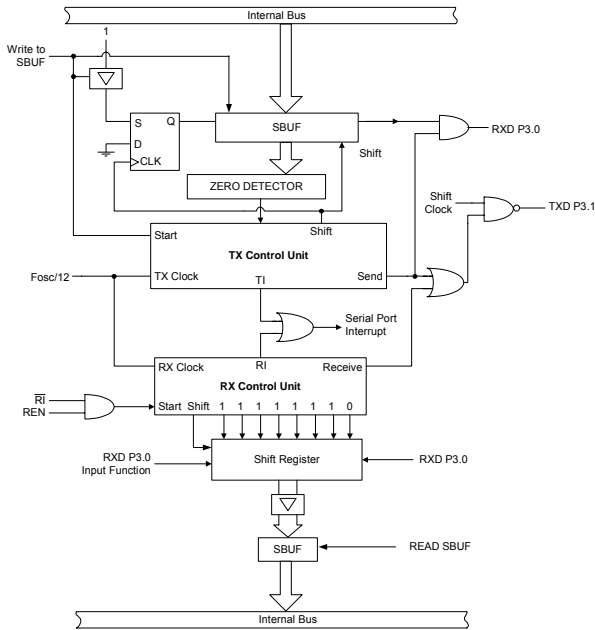 Internal Bus
1
Write to
SBUF
S Q
D
CLK
SBUF
RXD P3.0
Shift
ZERO DETECTOR
Shift
Clock
TXD P3.1
Start
Shift
TX Control Unit
Fosc/12
TX Clock
TI
Send
Serial Port
Interrupt
RX Clock
RI
Receive
RX Control Unit
RI
REN
Start Shift 1 1 1 1 1 1 1 0
RXD P3.0
Input Function
Shift Register
RXD P3.0
SBUF
READ SBUF
Internal Bus